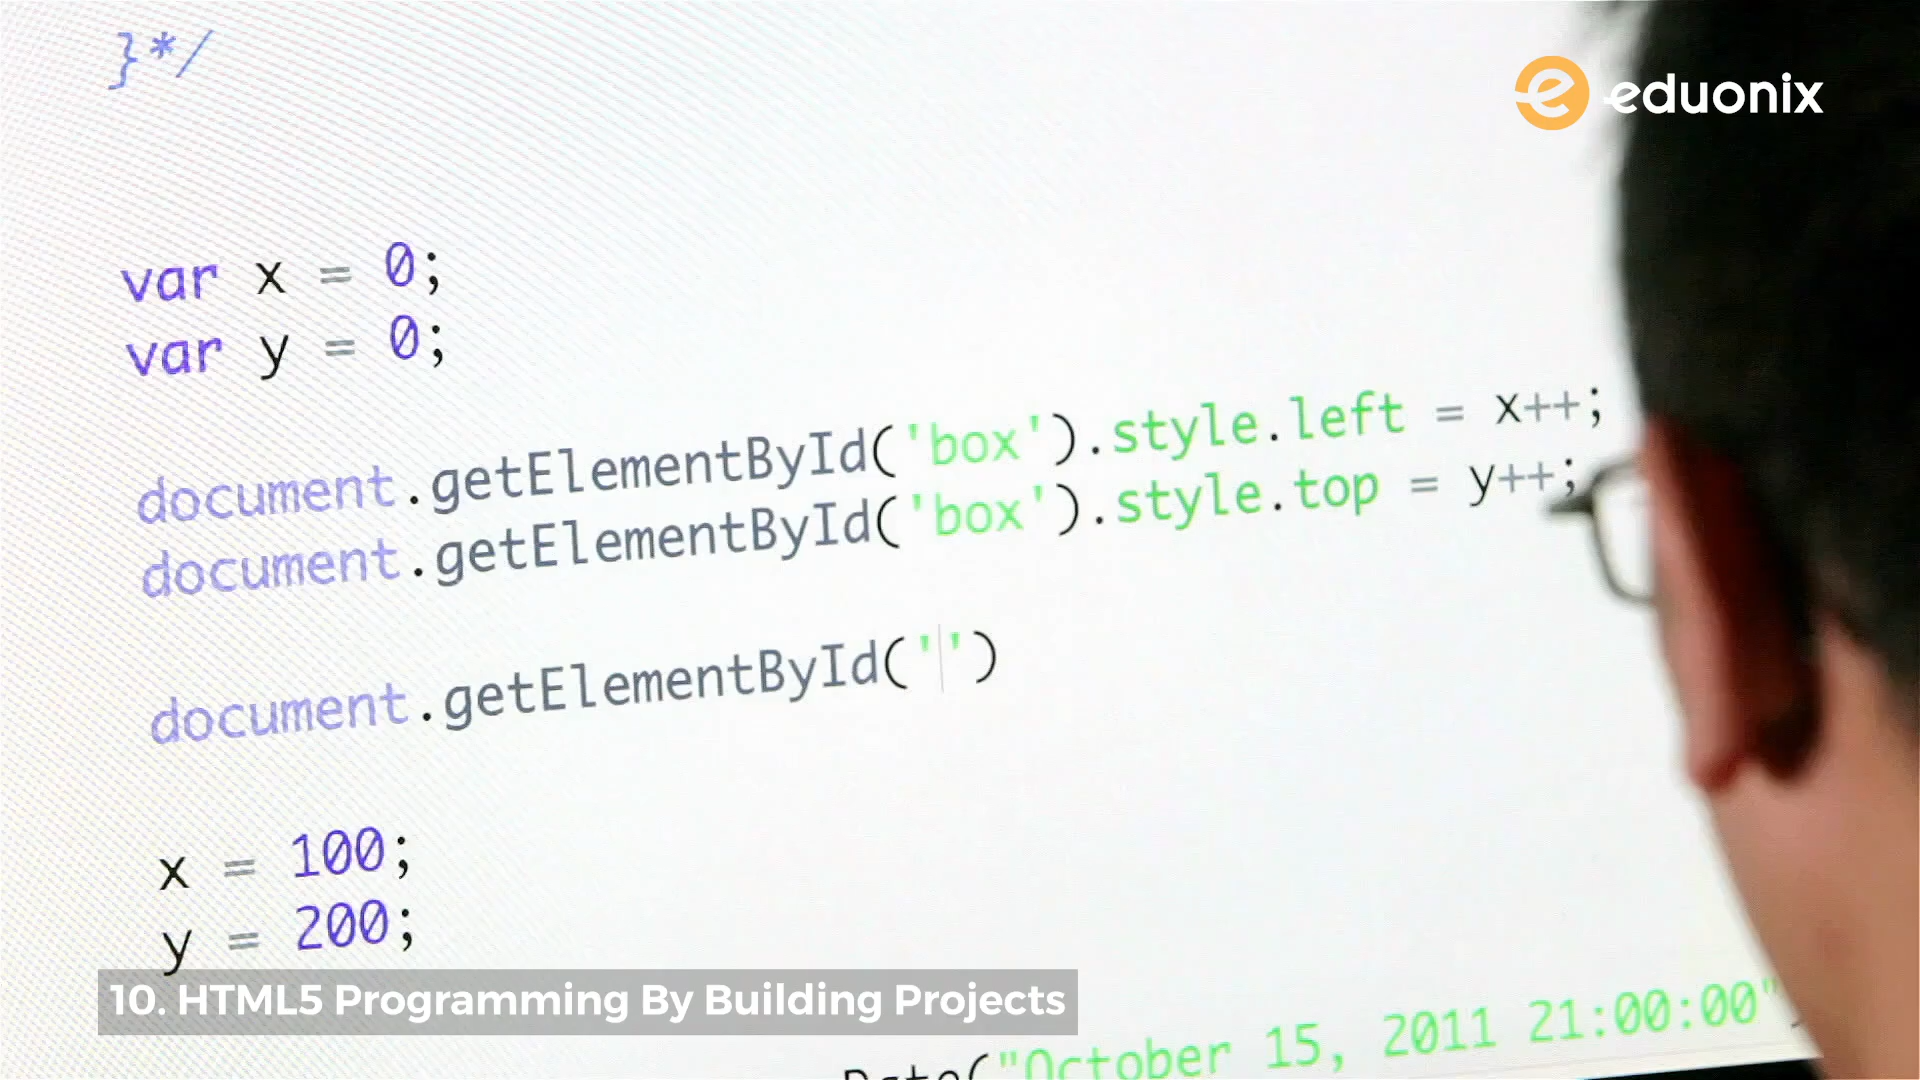 }*/
eduonix
var x = 0;
var y = 0;
document.getElementById('box').style.left = x++;
document.getElementById('box').style.top = y++;
document.getElementById('')
x = 100;
y = 200;
10. HTML5 Programming By Building Projects
Date("October 15, 2011 21:00:00"